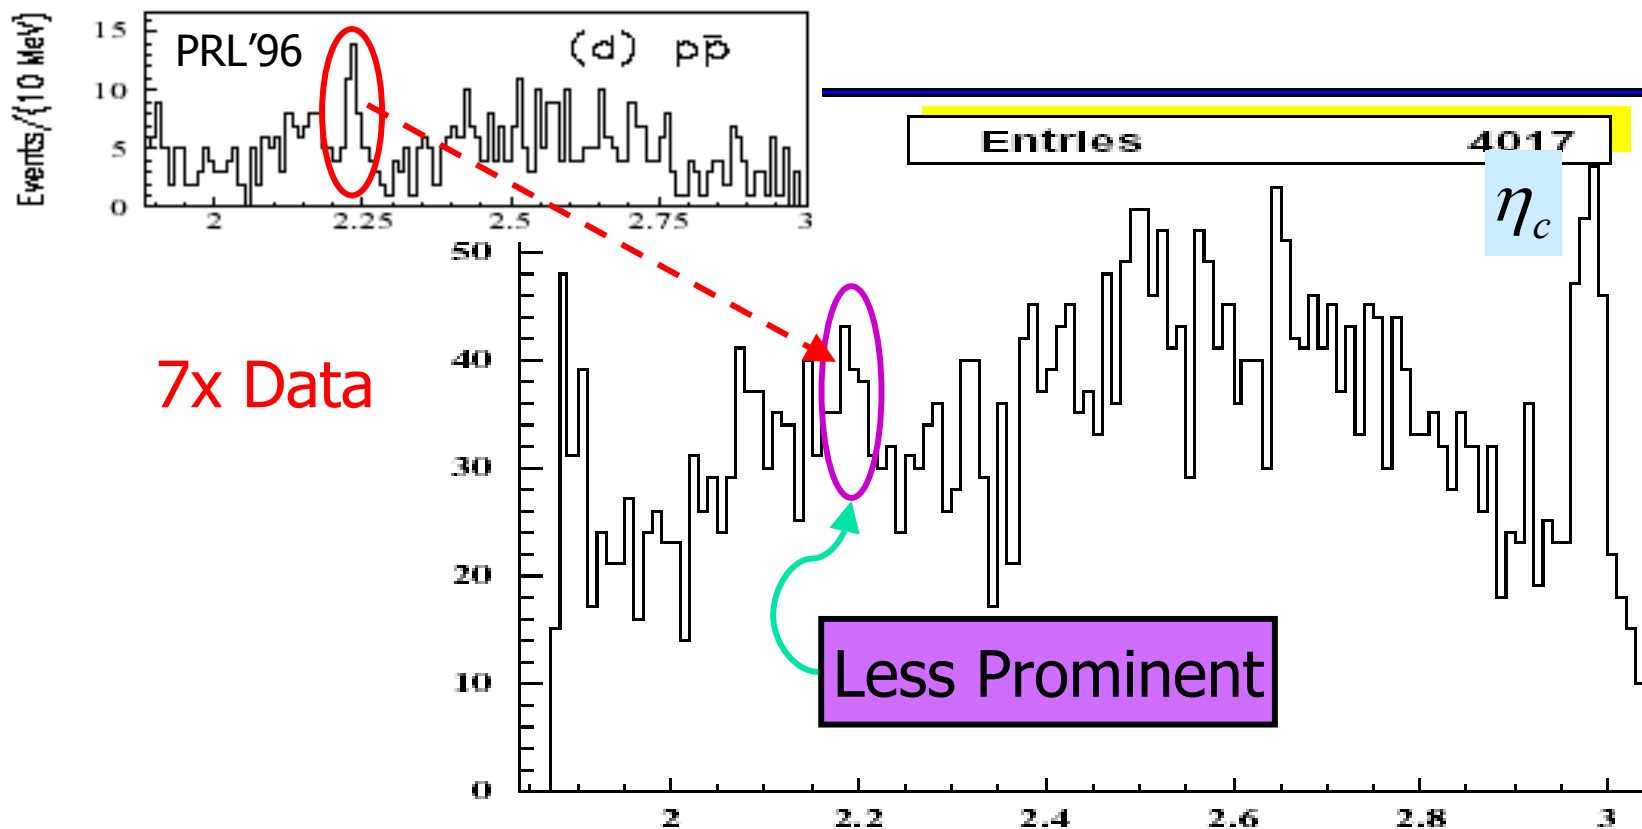 PRL'96
(d) pp̅
Events/(10 MeV)
15
10
5
0
2 2.25 2.5 2.75 3
Entries 4017
ηc
7x Data
Less Prominent
50
40
30
20
10
0
2 2.2 2.4 2.6 2.8 3